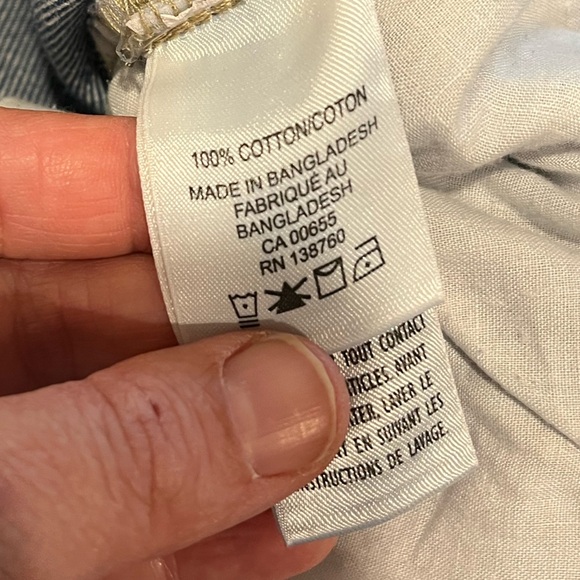 100% COTTON/COTON
MADE IN BANGLADESH
FABRIQUÉ AU
BANGLADESH
CA 00655
RN 138760
TOUT CONTACT
AVANT
LAVER LE
EN SUIVANT LES
DE LAVAGE.